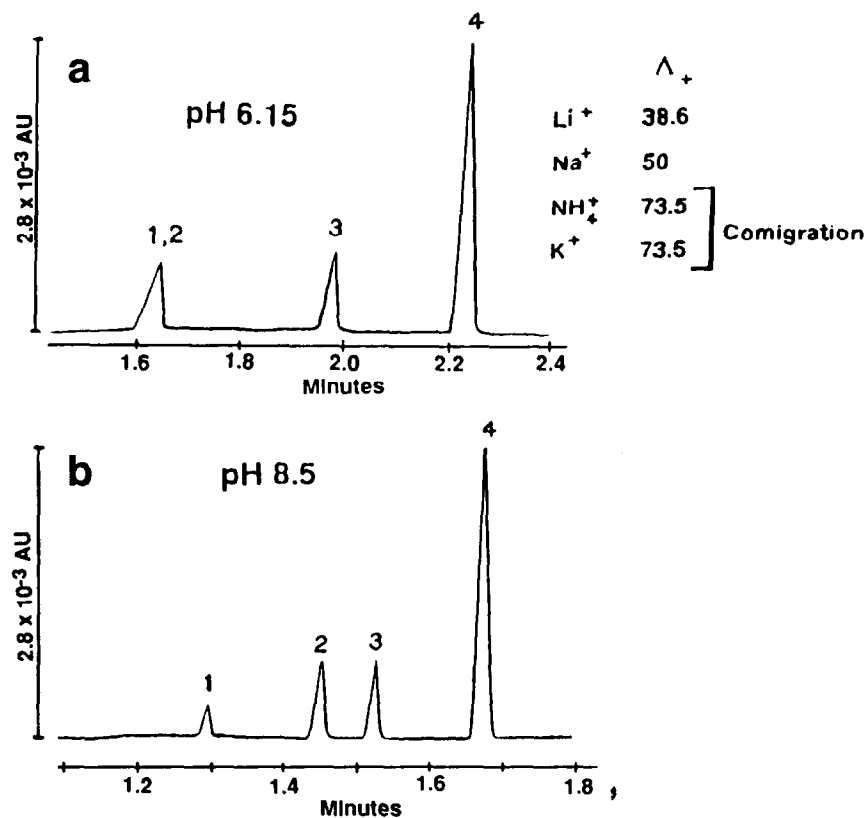 a
pH 6.15
2.8 x 10-3 AU
1,2
3
4
1.6 1.8 2.0 2.2 2.4
Minutes
Λ+
Li+ 38.6
Na+ 50
NH4+ 73.5
K+ 73.5
Comigration
b
pH 8.5
2.8 x 10-3 AU
1
2
3
4
1.2 1.4 1.6 1.8
Minutes